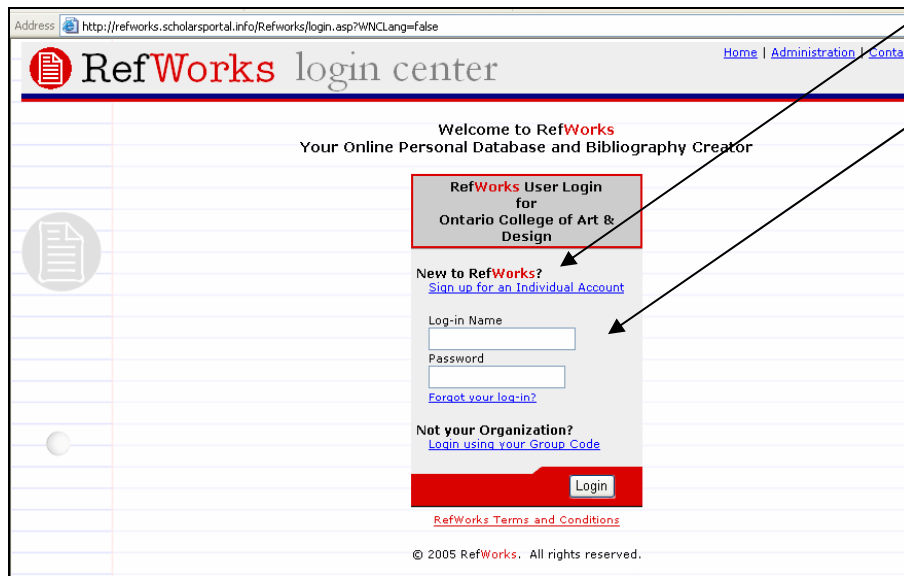 Address http://refworks.scholarsportal.info/Refworks/login.asp?WNCLang=false
RefWorks login center
Home | Administration | Conta
Welcome to RefWorks
Your Online Personal Database and Bibliography Creator
RefWorks User Login
for
Ontario College of Art &
Design
New to RefWorks?
Sign up for an Individual Account
Log-in Name
Password
Forgot your log-in?
Not your Organization?
Login using your Group Code
Login
RefWorks Terms and Conditions
© 2005 RefWorks. All rights reserved.